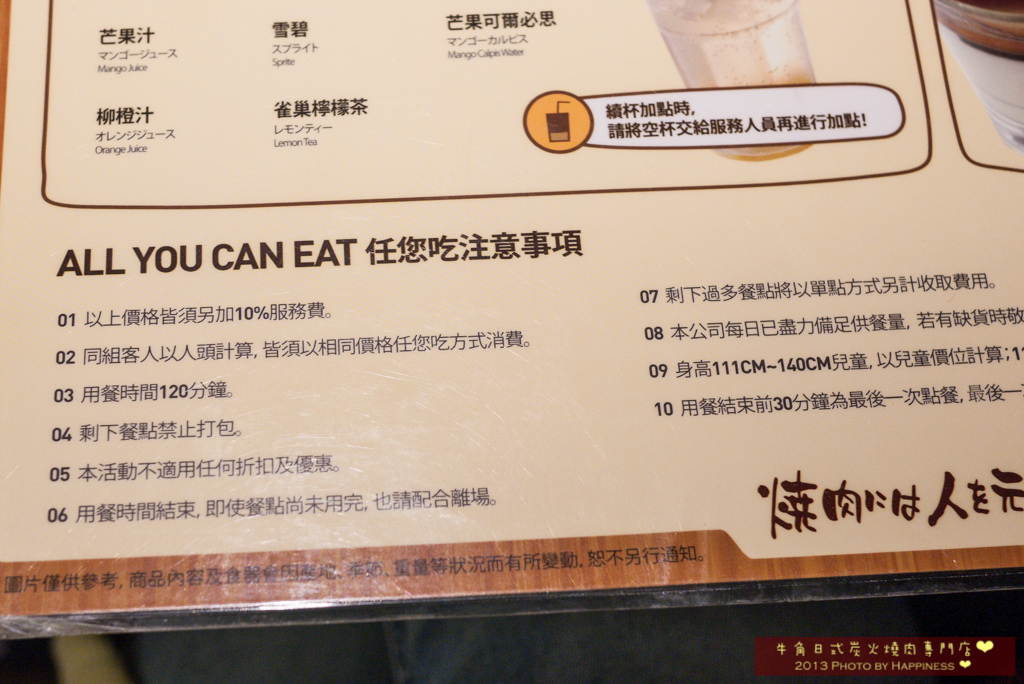 芒果汁
マンゴージュース
Mango Juice
雪碧
スプライト
Sprite
芒果可爾必思
マンゴーカルピス
Mango Calpis Water
柳橙汁
オレンジジュース
Orange Juice
雀巢檸檬茶
レモンティー
Lemon Tea
續杯加點時,
請將空杯交給服務人員再進行加點!
ALL YOU CAN EAT 任您吃注意事項
01 以上價格皆須另加10%服務費。
02 同組客人以人頭計算, 皆須以相同價格任您吃方式消費。
03 用餐時間120分鐘。
04 剩下餐點禁止打包。
05 本活動不適用任何折扣及優惠。
06 用餐時間結束, 即使餐點尚未用完, 也請配合離場。
07 剩下過多餐點將以單點方式另計收取費用。
08 本公司每日已盡力備足供餐量, 若有缺貨時敬
09 身高111CM~140CM兒童, 以兒童價位計算; 11
10 用餐結束前30分鐘為最後一次點餐, 最後一
焼肉には人を元
圖片僅供參考, 商品內容及食器會因產地、季節、重量等狀況而有所變動, 恕不另行通知。
牛角日式炭火燒肉專門店
2013 PHOTO BY HAPPINESS